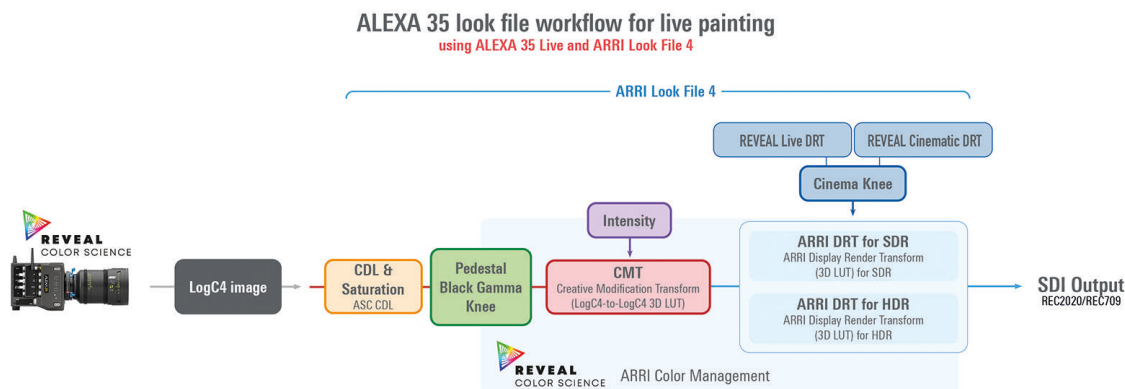 ALEXA 35 look file workflow for live painting
using ALEXA 35 Live and ARRI Look File 4
ARRI Look File 4
REVEAL Live DRT
REVEAL Cinematic DRT
Cinema Knee
REVEAL
COLOR SCIENCE
LogC4 image
CDL &
Saturation
ASC CDL
Pedestal
Black Gamma
Knee
Intensity
CMT
Creative Modification Transform
(LogC4-to-LogC4 3D LUT)
ARRI DRT for SDR
ARRI Display Render Transform
(3D LUT) for SDR
ARRI DRT for HDR
ARRI Display Render Transform
(3D LUT) for HDR
SDI Output
REC2020/REC709
REVEAL
COLOR SCIENCE
ARRI Color Management